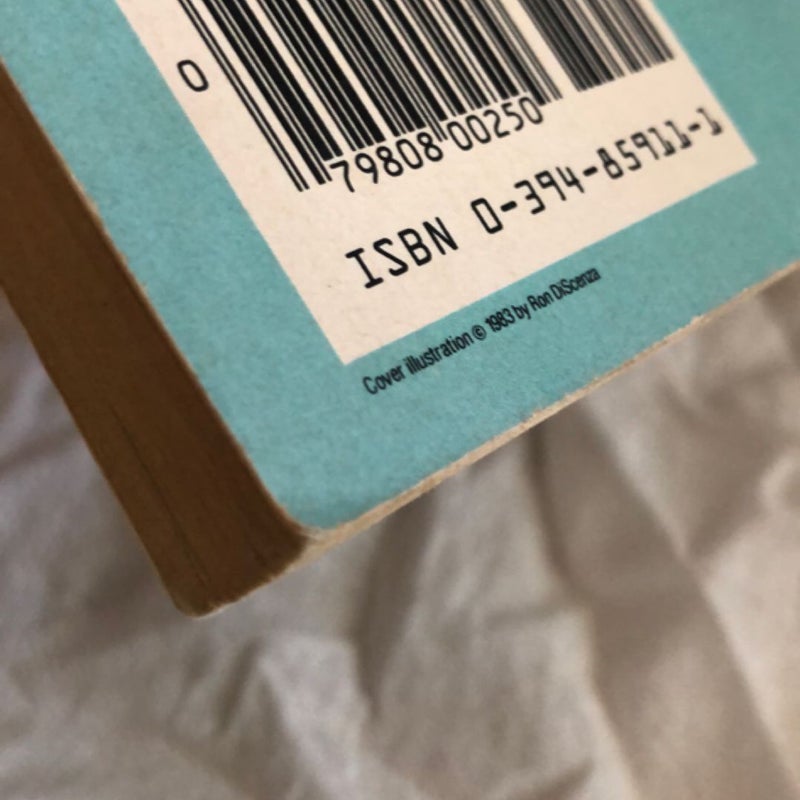 0
79808 00250
ISBN 0-394-85911-1
Cover illustration © 1983 by Ron DiScenza